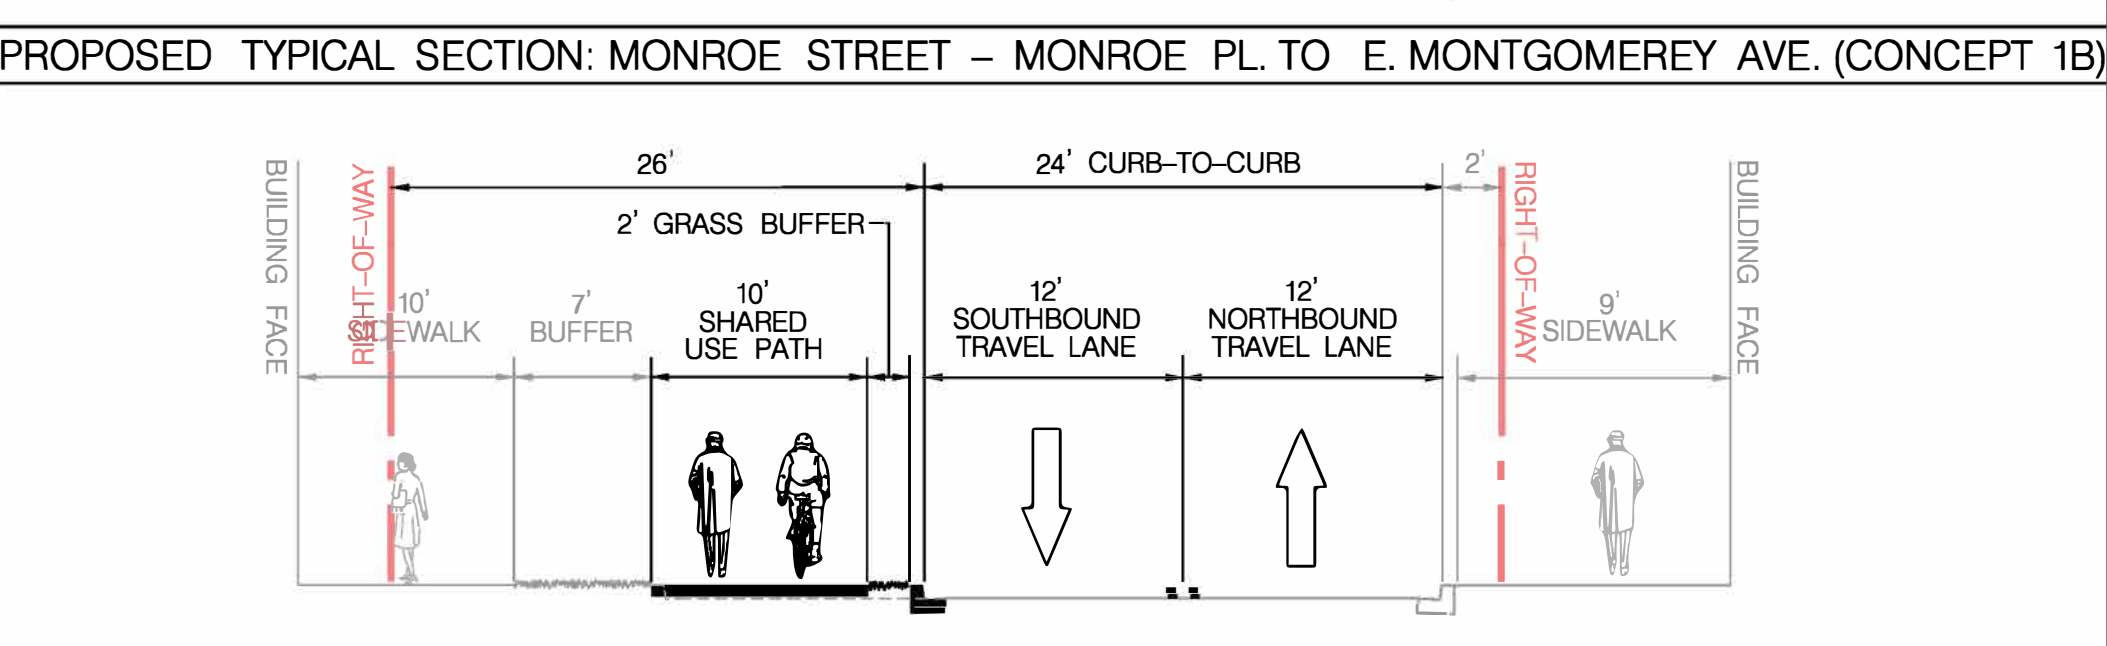 PROPOSED TYPICAL SECTION: MONROE STREET – MONROE PL. TO E. MONTGOMEREY AVE. (CONCEPT 1B)
26'
24' CURB–TO–CURB
2'
2' GRASS BUFFER
BUILDING FACE
RIGHT–OF–WAY
10'
SIDEWALK
7'
BUFFER
10'
SHARED
USE PATH
12'
SOUTHBOUND
TRAVEL LANE
12'
NORTHBOUND
TRAVEL LANE
RIGHT–OF–WAY
9'
SIDEWALK
BUILDING FACE